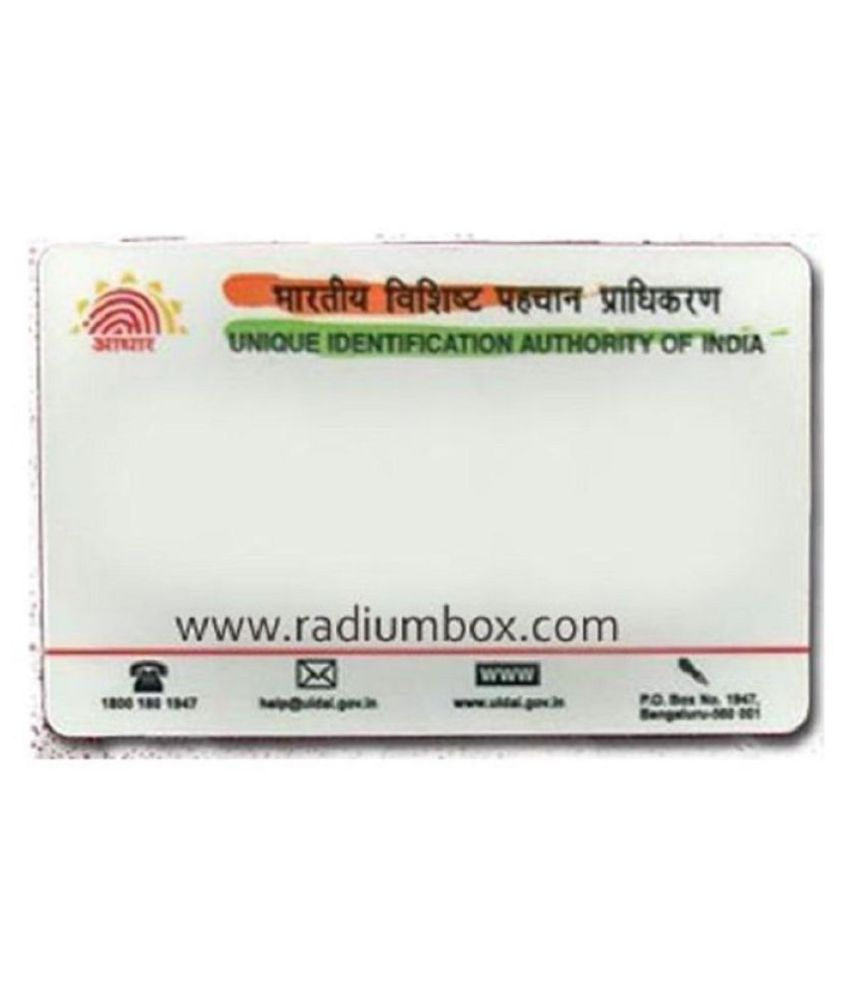 आधार
भारतीय विशिष्ट पहचान प्राधिकरण
UNIQUE IDENTIFICATION AUTHORITY OF INDIA
www.radiumbox.com
WWW
1800 180 1947
help@uidai.gov.in
www.uidai.gov.in
P.O. Box No. 1947,
Bengaluru-560 001